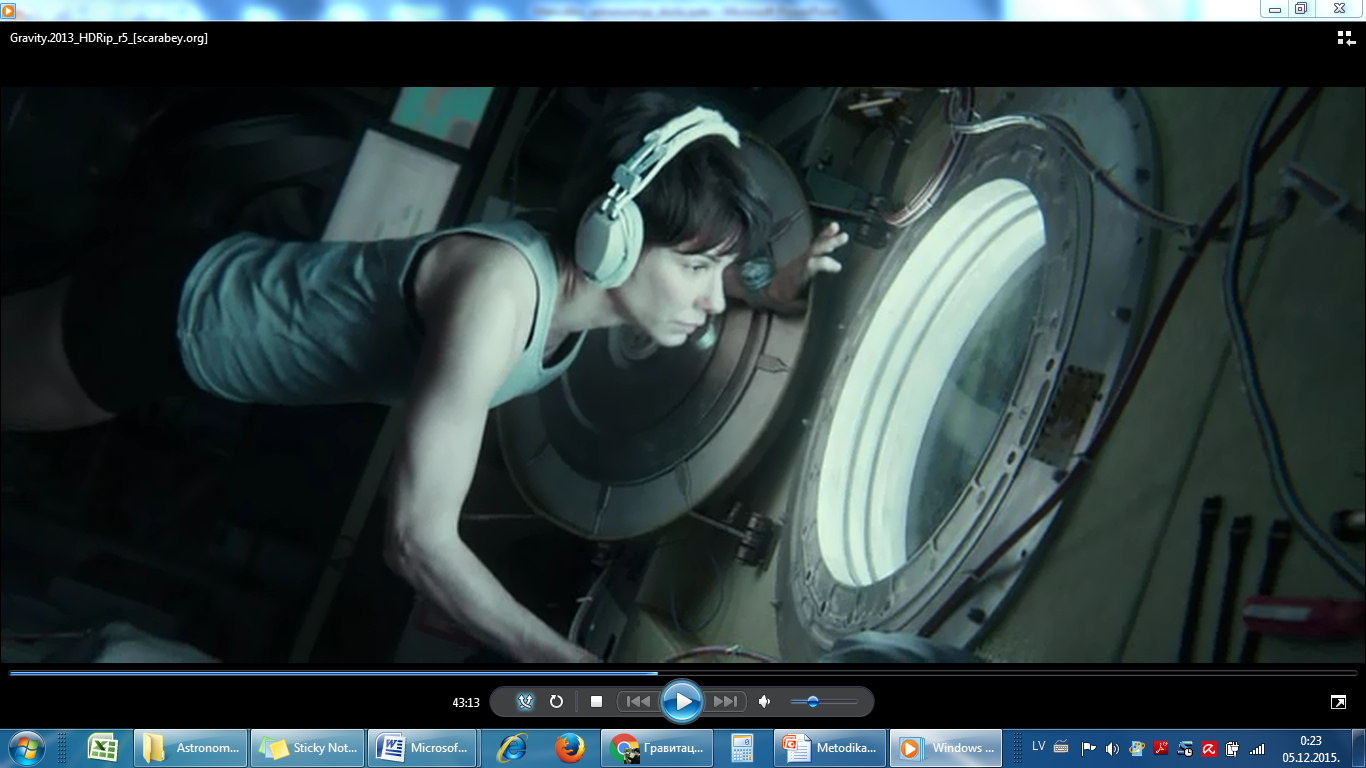 Gravity.2013_HDRip_r5_[scarabey.org]
43:13
Astronom...
Sticky Not...
Microsof...
Гравитац...
Metodika...
Windows ...
LV
0:23
05.12.2015.